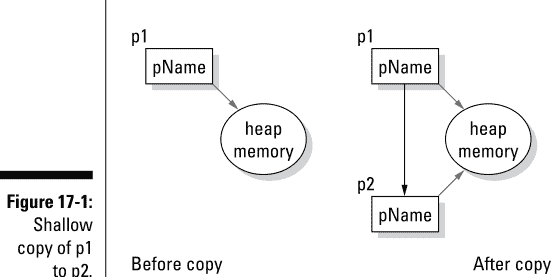 p1
pName
heap
memory
Before copy
p1
pName
heap
memory
p2
pName
After copy
Figure 17-1:
Shallow
copy of p1
to p2.